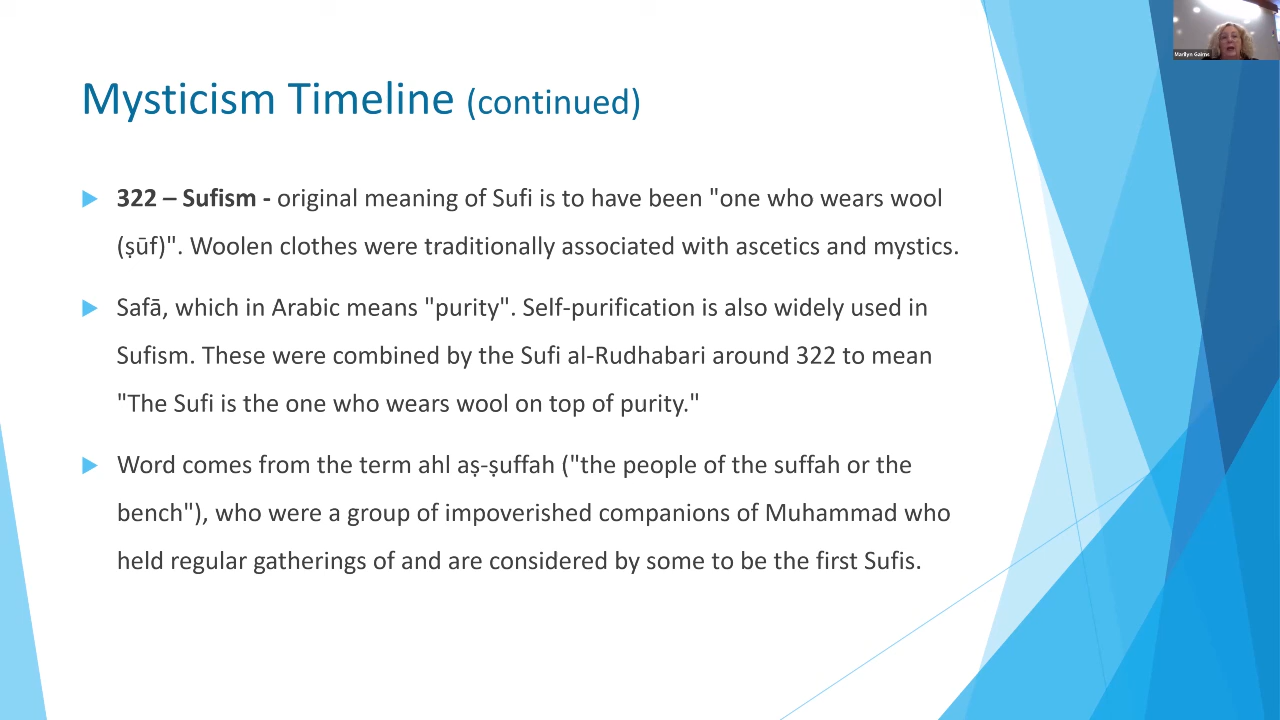 Mysticism Timeline (continued)
322 – Sufism - original meaning of Sufi is to have been "one who wears wool
(ṣūf)". Woolen clothes were traditionally associated with ascetics and mystics.
Safā, which in Arabic means "purity". Self-purification is also widely used in
Sufism. These were combined by the Sufi al-Rudhabari around 322 to mean
"The Sufi is the one who wears wool on top of purity."
Word comes from the term ahl aṣ-ṣuffah ("the people of the suffah or the
bench"), who were a group of impoverished companions of Muhammad who
held regular gatherings of and are considered by some to be the first Sufis.
Marilyn Gaims